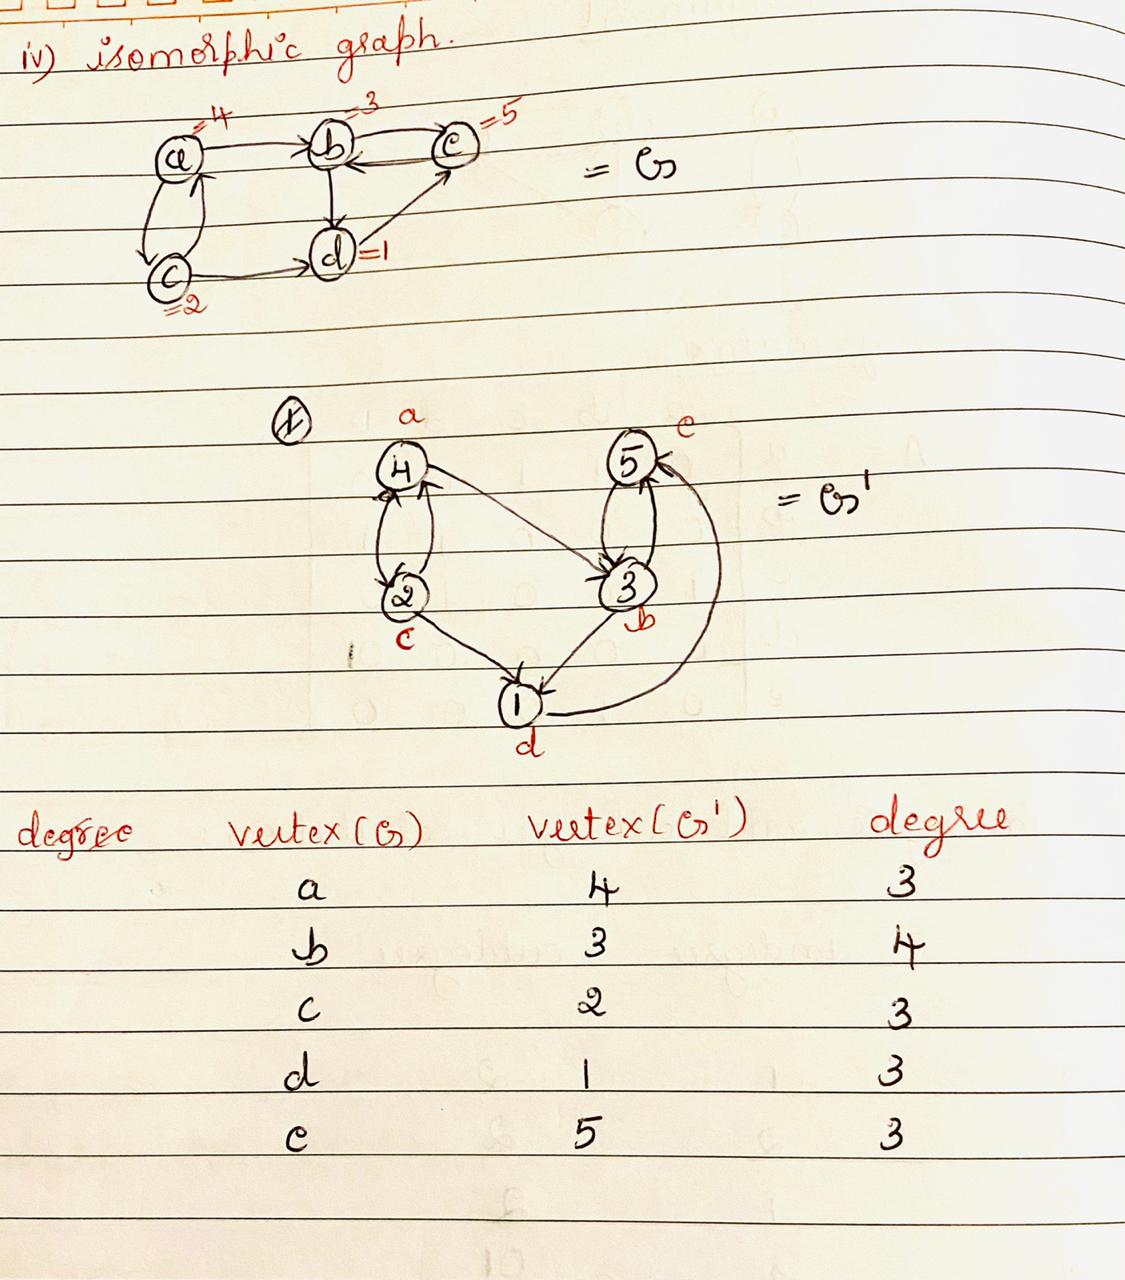 iv) isomorphic graph.
=4 =3 =5
a b e = G
c d =1
=2
a e
4 5 = G'
2 3
c b
1
d
degree vertex(G) vertex(G') degree
a 4 3
b 3 4
c 2 3
d 1 3
e 5 3